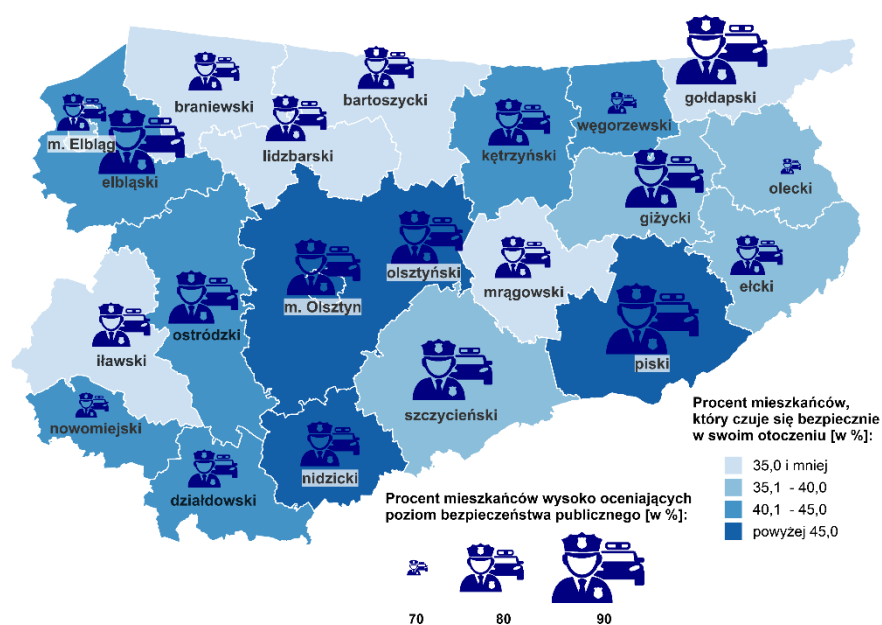 gołdapski
braniewski
bartoszycki
węgorzewski
m. Elbląg
lidzbarski
kętrzyński
elbląski
olecki
giżycki
olsztyński
ełcki
mrągowski
m. Olsztyn
ostródzki
iławski
piski
szczycieński
nowomiejski
nidzicki
działdowski
Procent mieszkańców,
który czuje się bezpiecznie
w swoim otoczeniu [w %]:
35,0 i mniej
35,1 - 40,0
40,1 - 45,0
powyżej 45,0
Procent mieszkańców wysoko oceniających
poziom bezpieczeństwa publicznego [w %]:
70 80 90